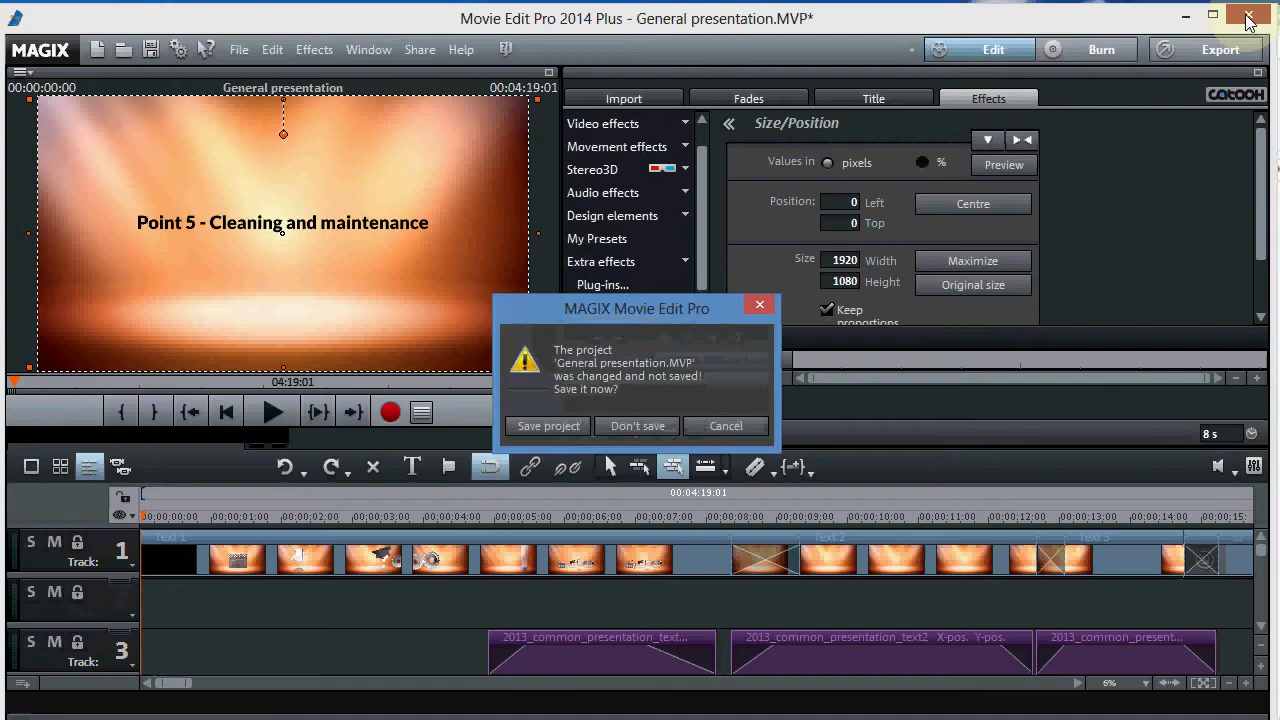 Movie Edit Pro 2014 Plus - General presentation.MVP*
MAGIX
File Edit Effects Window Share Help
Edit Burn Export
00:00:00:00 General presentation 00:04:19:01
Import Fades Title Effects CATOOH
Video effects
Movement effects
Stereo3D
Audio effects
Design elements
My Presets
Extra effects
Plug-ins...
Size/Position
Values in pixels %
Preview
Position: 0 Left Centre
0 Top
Size 1920 Width Maximize
1080 Height Original size
Keep
proportions
Point 5 - Cleaning and maintenance
MAGIX Movie Edit Pro
The project
'General presentation.MVP'
was changed and not saved!
Save it now?
Save project Don't save Cancel
04:19:01
8 s
00:04:19:01
00:00:00:00 00:00:01:00 00:00:02:00 00:00:03:00 00:00:04:00 00:00:05:00 00:00:06:00 00:00:07:00 00:00:08:00 00:00:09:00 00:00:10:00 00:00:11:00 00:00:12:00 00:00:13:00 00:00:14:00 00:00:15:
S M 1
Track:
Text 1 Text 2
S M
S M 3
Track:
2013_common_presentation_text... 2013_common_presentation_text2 X-pos. Y-pos. 2013_common_present...